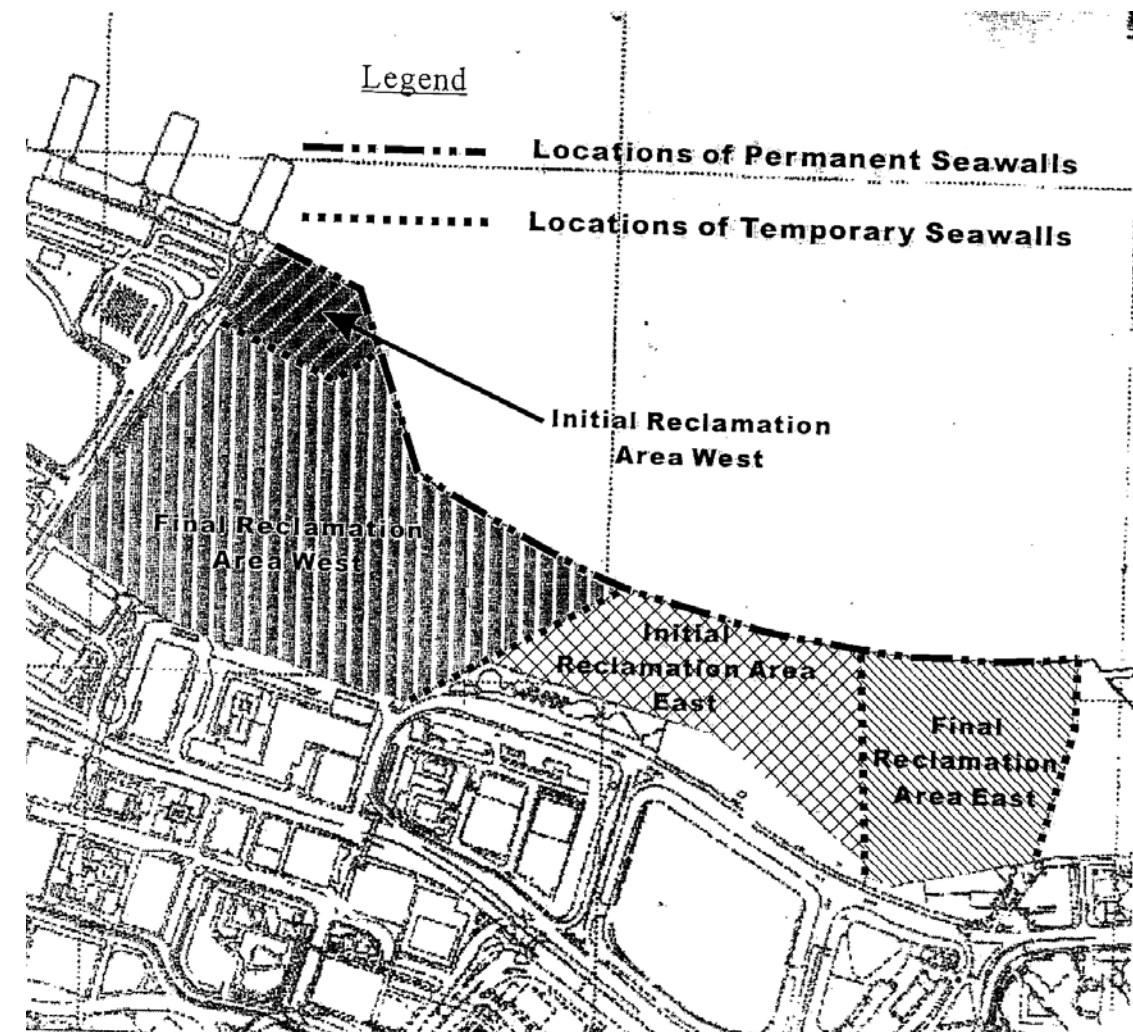 Legend
Locations of Permanent Seawalls
Locations of Temporary Seawalls
Initial Reclamation
Area West
Final Reclamation
Area West
Initial
Reclamation Area
East
Final
Reclamation
Area East